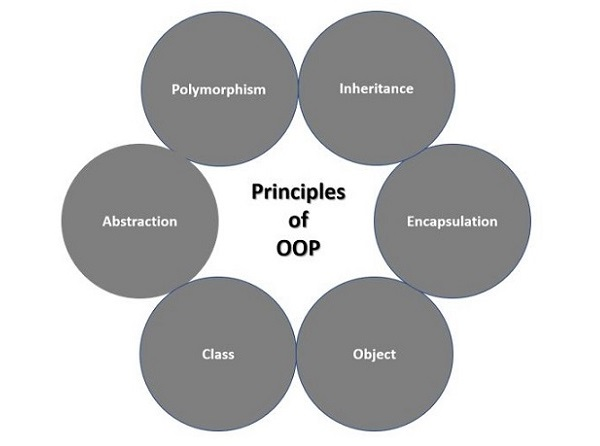 Polymorphism
Inheritance
Abstraction
Principles
of
OOP
Encapsulation
Class
Object